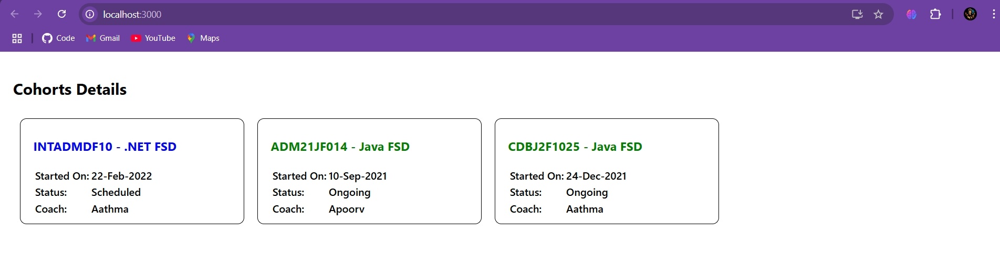 localhost:3000
Code Gmail YouTube Maps
Cohorts Details
INTADMDF10 - .NET FSD
Started On: 22-Feb-2022
Status: Scheduled
Coach: Aathma
ADM21JF014 - Java FSD
Started On: 10-Sep-2021
Status: Ongoing
Coach: Apoorv
CDBJ2F1025 - Java FSD
Started On: 24-Dec-2021
Status: Ongoing
Coach: Aathma